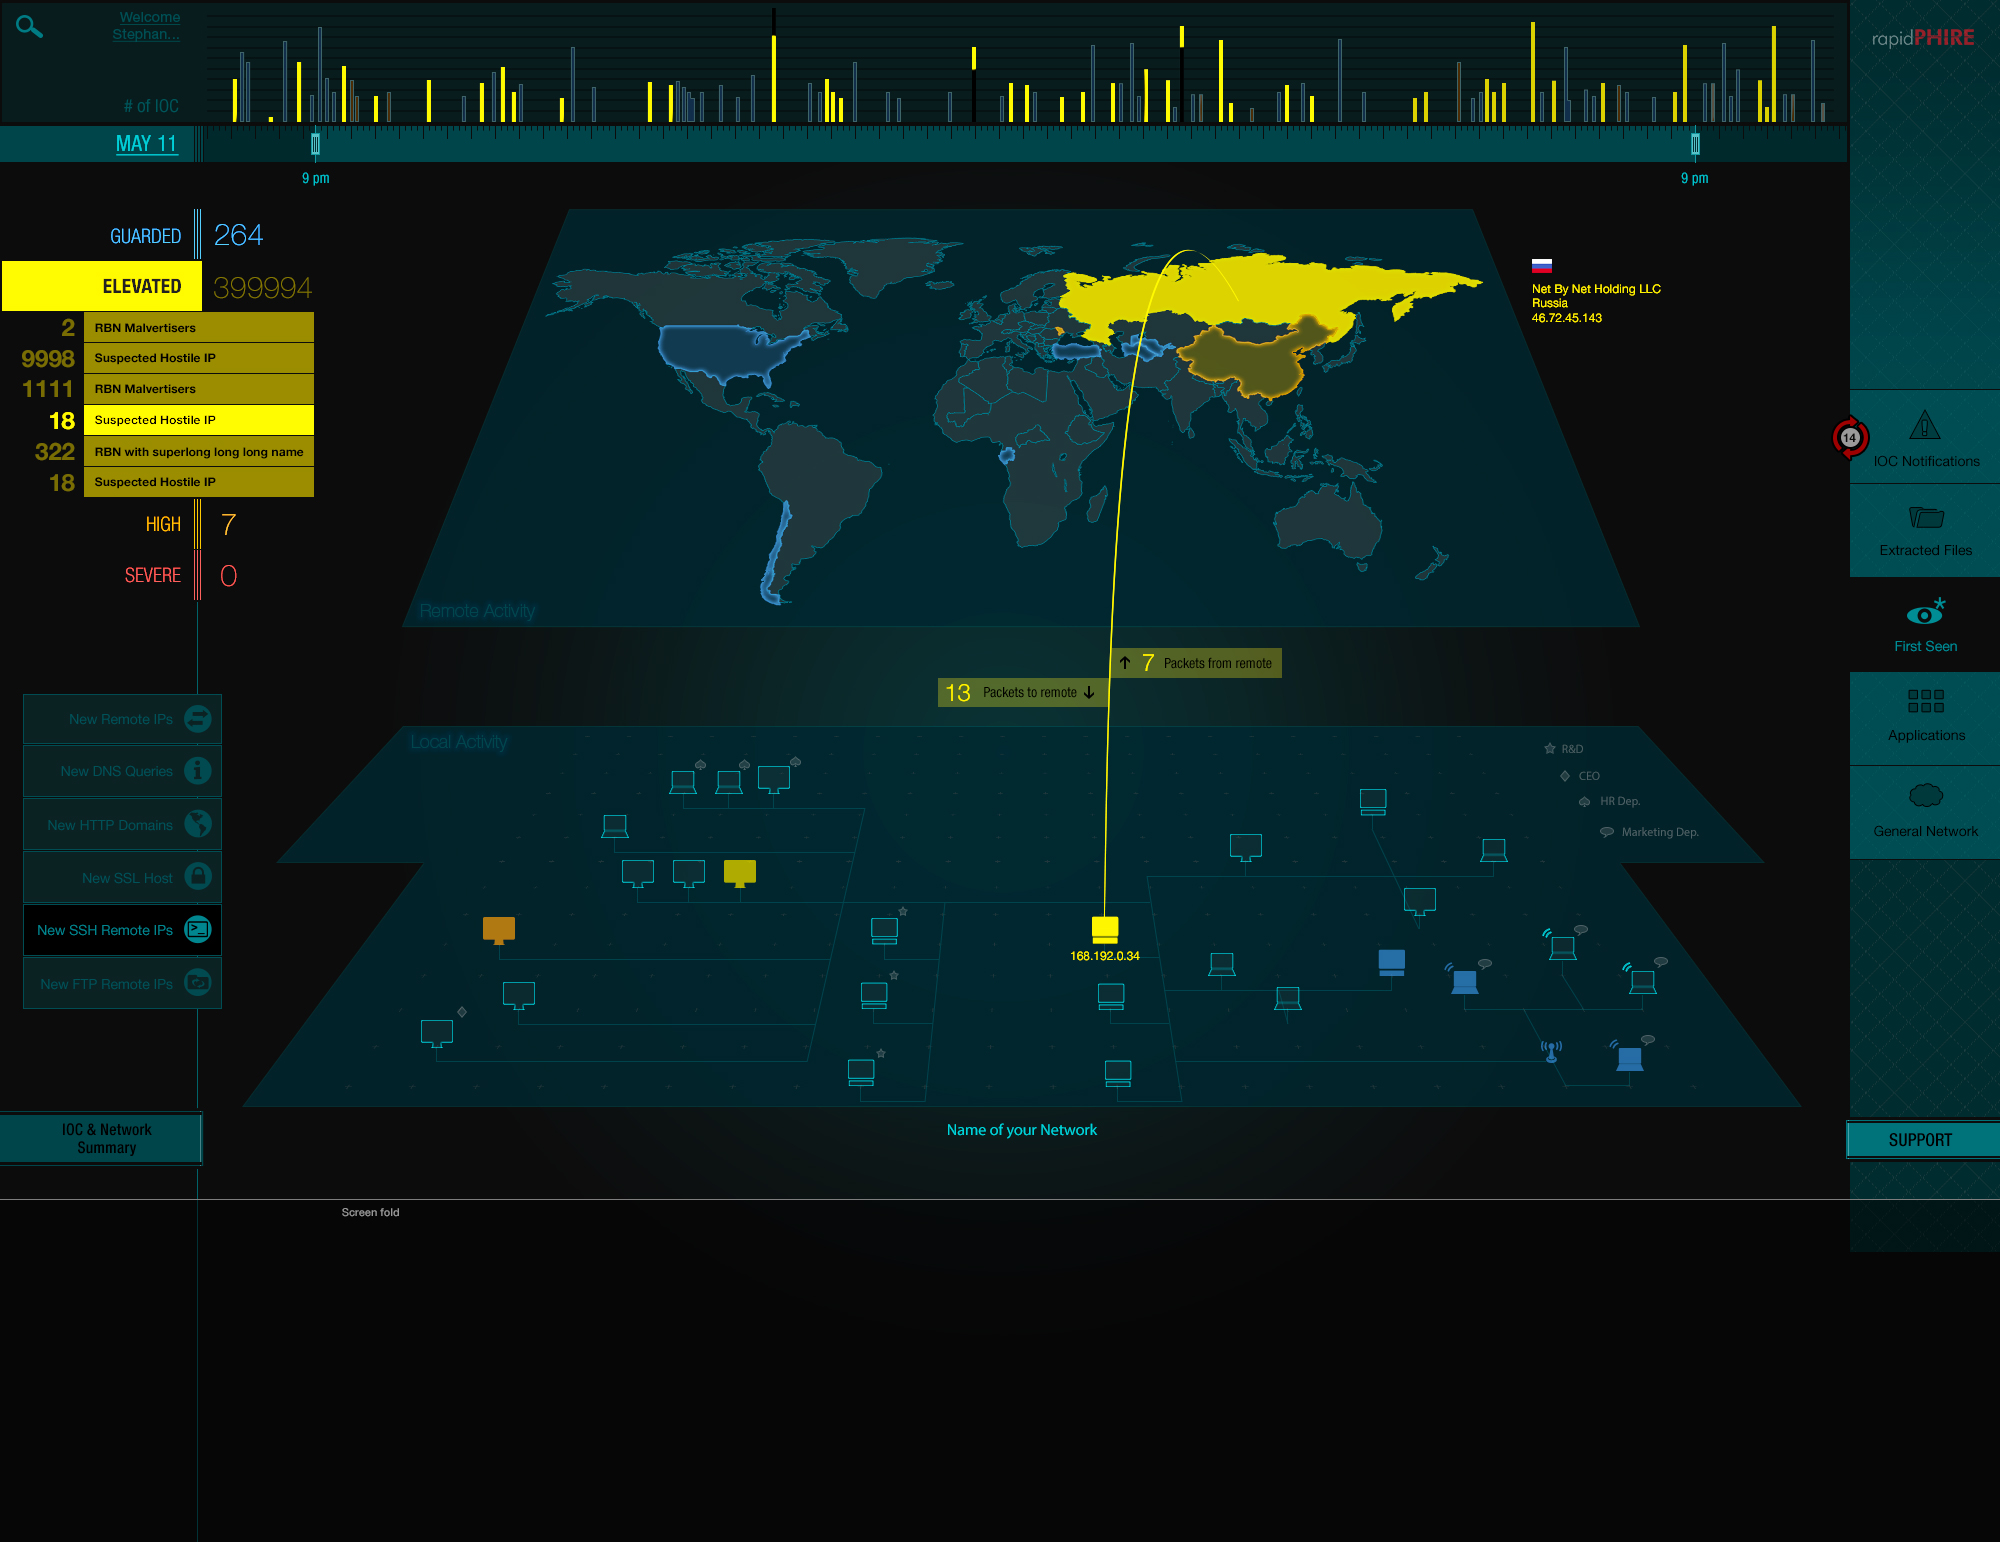 Welcome
Stephan...
# of IOC
rapidPHIRE
MAY 11
9 pm
9 pm
GUARDED 264
ELEVATED 399994
2 RBN Malvertisers
9998 Suspected Hostile IP
1111 RBN Malvertisers
18 Suspected Hostile IP
322 RBN with superlong long long name
18 Suspected Hostile IP
HIGH 7
SEVERE 0
Net By Net Holding LLC
Russia
46.72.45.143
14
IOC Notifications
Extracted Files
First Seen
Applications
General Network
Remote Activity
7 Packets from remote
13 Packets to remote
Local Activity
R&D
CEO
HR Dep.
Marketing Dep.
168.192.0.34
New Remote IPs
New DNS Queries
New HTTP Domains
New SSL Host
New SSH Remote IPs
New FTP Remote IPs
IOC & Network
Summary
Name of your Network
SUPPORT
Screen fold